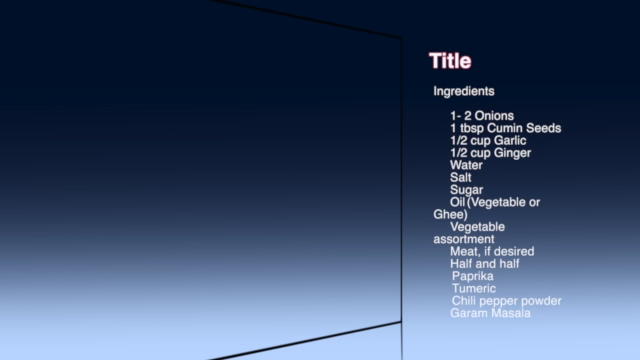 Title
Ingredients
1- 2 Onions
1 tbsp Cumin Seeds
1/2 cup Garlic
1/2 cup Ginger
Water
Salt
Sugar
Oil (Vegetable or
Ghee)
Vegetable
assortment
Meat, if desired
Half and half
Paprika
Tumeric
Chili pepper powder
Garam Masala